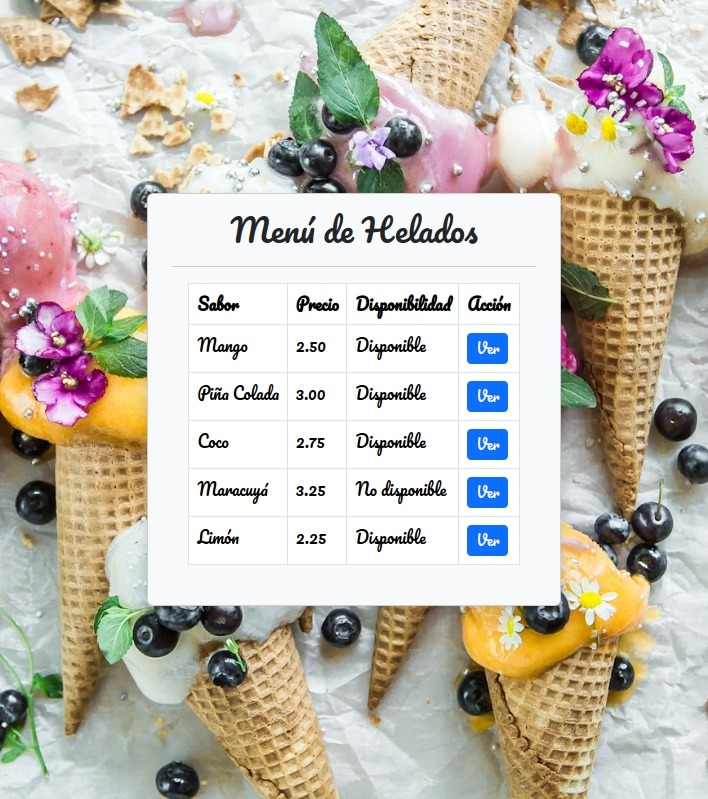 Menú de Helados
Sabor Precio Disponibilidad Acción
Mango 2.50 Disponible Ver
Piña Colada 3.00 Disponible Ver
Coco 2.75 Disponible Ver
Maracuyá 3.25 No disponible Ver
Limón 2.25 Disponible Ver